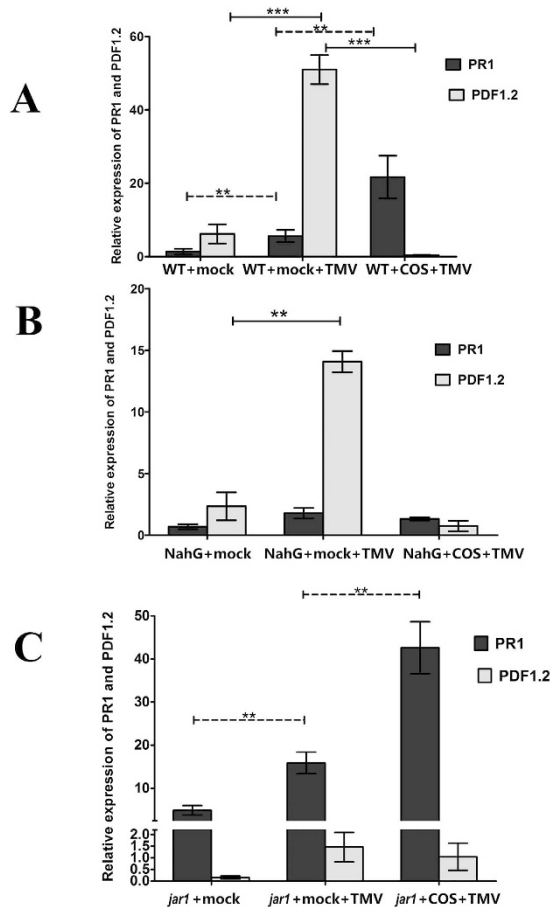 A
Relative expression of PR1 and PDF1.2
60
40
20
0
***
**
***
**
PR1
PDF1.2
WT+mock WT+mock+TMV WT+COS+TMV
B
Relative expression of PR1 and PDF1.2
20
15
10
5
0
**
PR1
PDF1.2
NahG+mock NahG+mock+TMV NahG+COS+TMV
C
Relative expression of PR1 and PDF1.2
50
40
30
20
10
2.0
1.5
1.0
0.5
0.0
**
**
PR1
PDF1.2
jar1+mock jar1+mock+TMV jar1+COS+TMV